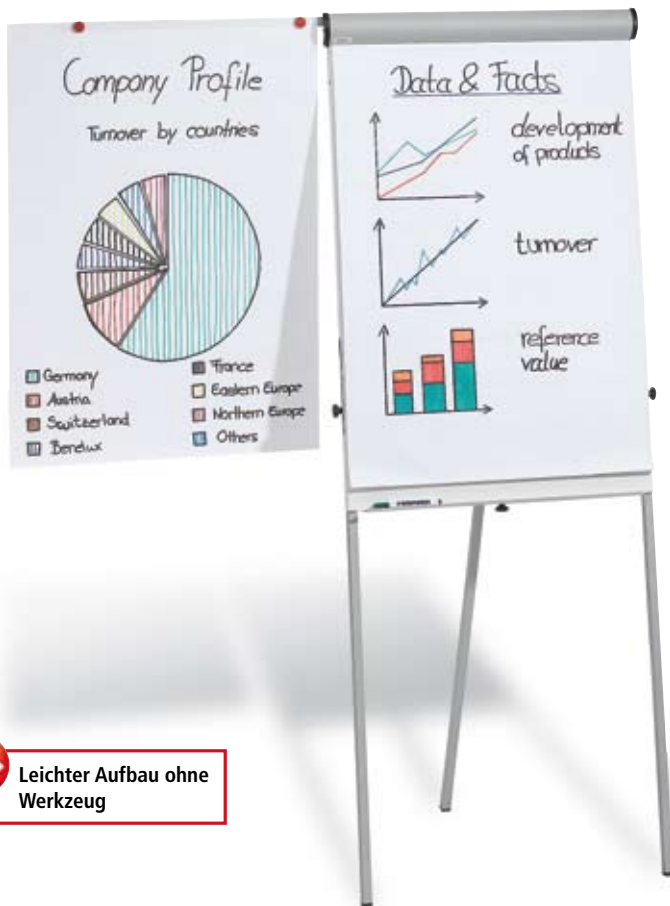 Company Profile
Turnover by countries
Germany
Austria
Switzerland
Benelux
France
Eastern Europe
Northern Europe
Others
Data & Facts
development
of products
turnover
reference
value
Leichter Aufbau ohne
Werkzeug